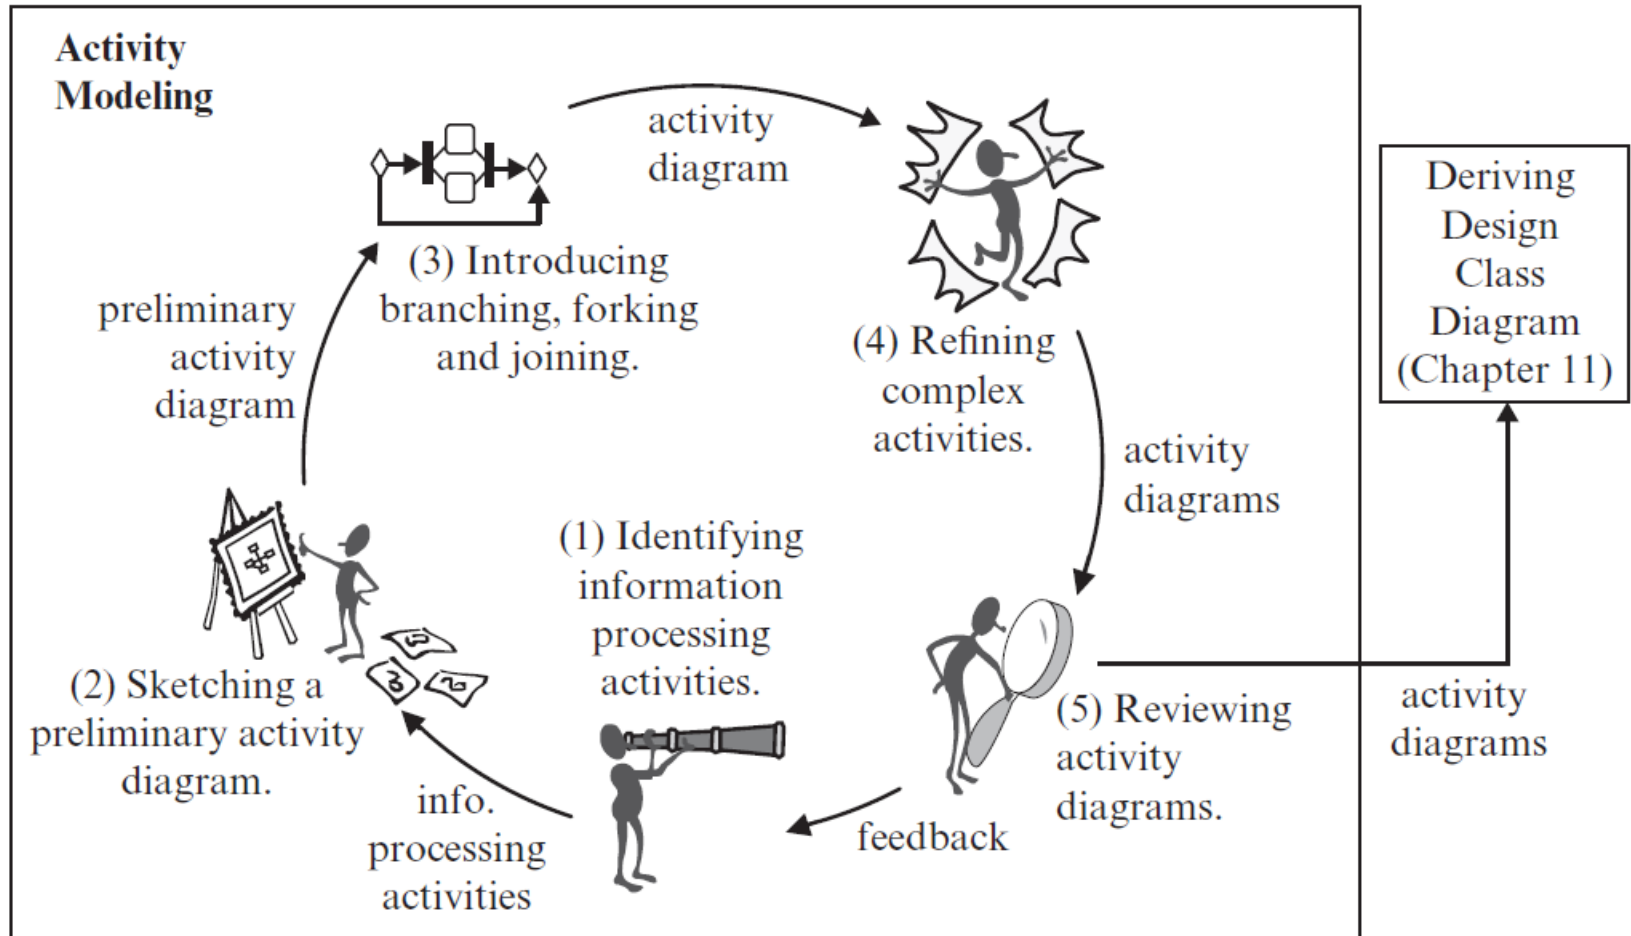 Activity
Modeling
activity
diagram
(3) Introducing
branching, forking
and joining.
preliminary
activity
diagram
(4) Refining
complex
activities.
Deriving
Design
Class
Diagram
(Chapter 11)
activity
diagrams
(1) Identifying
information
processing
activities.
(2) Sketching a
preliminary activity
diagram.
info.
processing
activities
(5) Reviewing
activity
diagrams.
feedback
activity
diagrams